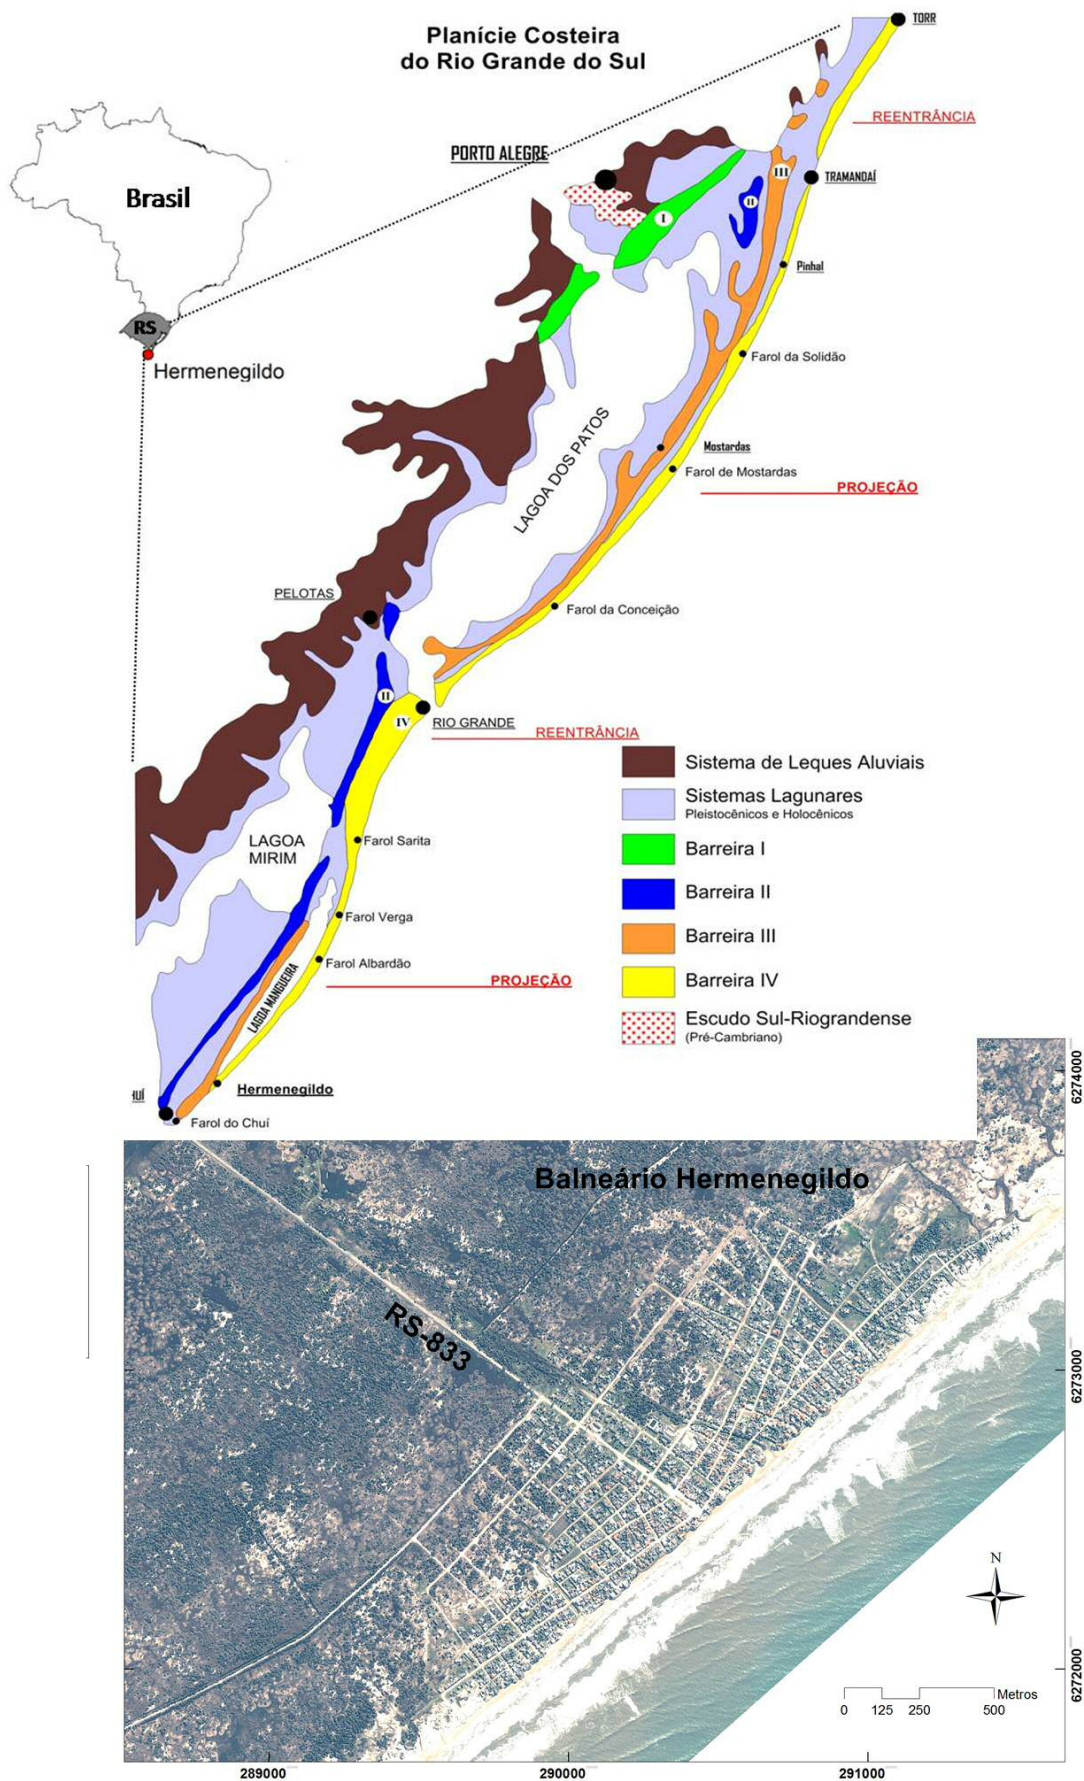 Planície Costeira
do Rio Grande do Sul
TORR
REENTRÂNCIA
PORTO ALEGRE
III
TRAMANDAÍ
Brasil
II
I
Pinhal
RS
Hermenegildo
Farol da Solidão
LAGOA DOS PATOS
Mostardas
Farol de Mostardas
PROJEÇÃO
PELOTAS
Farol da Conceição
II
IV
RIO GRANDE
REENTRÂNCIA
Sistema de Leques Aluviais
Sistemas Lagunares
Pleistocênicos e Holocênicos
LAGOA
MIRIM
Farol Sarita
Barreira I
Barreira II
Farol Verga
Barreira III
Farol Albardão
LAGOA MANGUEIRA
PROJEÇÃO
Barreira IV
Escudo Sul-Riograndense
(Pré-Cambriano)
Hermenegildo
HUÍ
Farol do Chuí
6274000
Balneário Hermenegildo
RS-833
6273000
N
6272000
Metros
0 125 250 500
289000 290000 291000